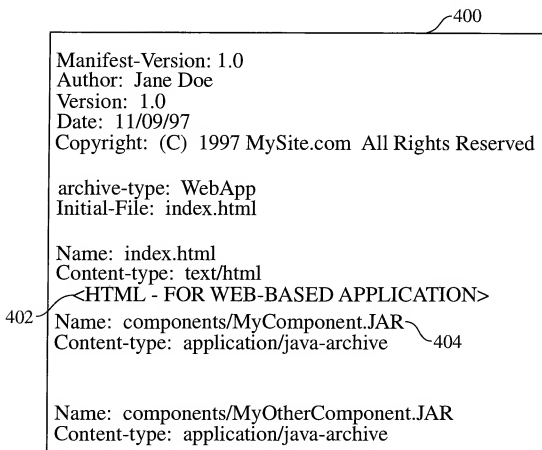 400
Manifest-Version: 1.0
Author: Jane Doe
Version: 1.0
Date: 11/09/97
Copyright: (C) 1997 MySite.com All Rights Reserved
archive-type: WebApp
Initial-File: index.html
Name: index.html
Content-type: text/html
<HTML - FOR WEB-BASED APPLICATION>
402
Name: components/MyComponent.JAR
404
Content-type: application/java-archive
Name: components/MyOtherComponent.JAR
Content-type: application/java-archive